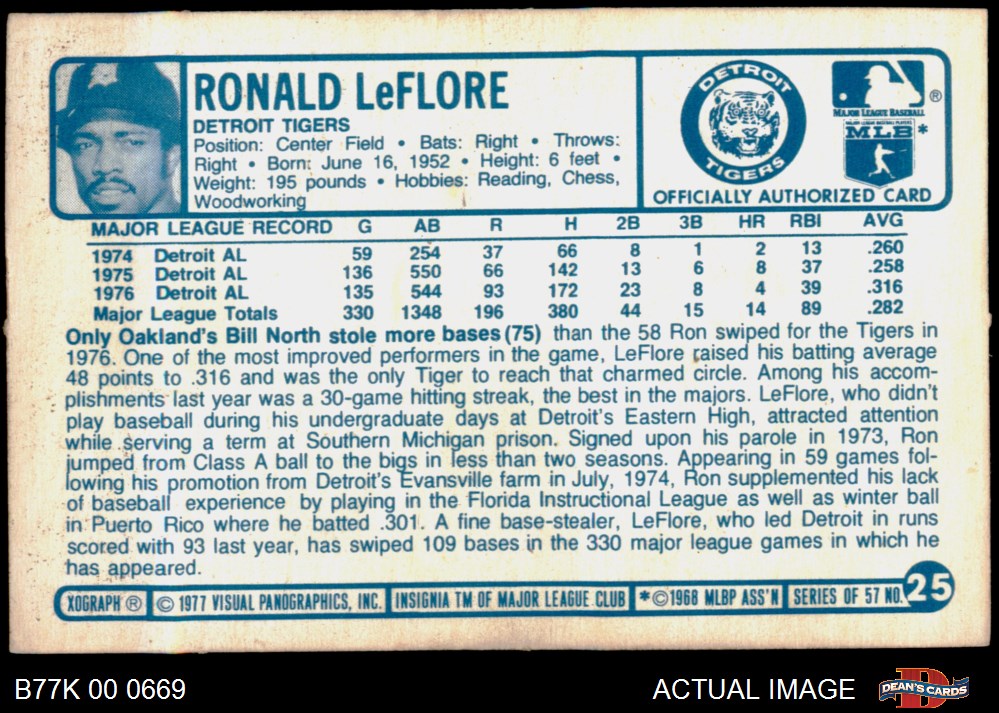 RONALD LeFLORE
DETROIT TIGERS
Position: Center Field • Bats: Right • Throws:
Right • Born: June 16, 1952 • Height: 6 feet •
Weight: 195 pounds • Hobbies: Reading, Chess,
Woodworking
DETROIT
TIGERS
®
MAJOR LEAGUE BASEBALL
MLB *
OFFICIALLY AUTHORIZED CARD
MAJOR LEAGUE RECORD G AB R H 2B 3B HR RBI AVG
1974 Detroit AL 59 254 37 66 8 1 2 13 .260
1975 Detroit AL 136 550 66 142 13 6 8 37 .258
1976 Detroit AL 135 544 93 172 23 8 4 39 .316
Major League Totals 330 1348 196 380 44 15 14 89 .282
Only Oakland's Bill North stole more bases (75) than the 58 Ron swiped for the Tigers in
1976. One of the most improved performers in the game, LeFlore raised his batting average
48 points to .316 and was the only Tiger to reach that charmed circle. Among his accom-
plishments last year was a 30-game hitting streak, the best in the majors. LeFlore, who didn't
play baseball during his undergraduate days at Detroit's Eastern High, attracted attention
while serving a term at Southern Michigan prison. Signed upon his parole in 1973, Ron
jumped from Class A ball to the bigs in less than two seasons. Appearing in 59 games fol-
lowing his promotion from Detroit's Evansville farm in July, 1974, Ron supplemented his lack
of baseball experience by playing in the Florida Instructional League as well as winter ball
in Puerto Rico where he batted .301. A fine base-stealer, LeFlore, who led Detroit in runs
scored with 93 last year, has swiped 109 bases in the 330 major league games in which he
has appeared.
XOGRAPH ® © 1977 VISUAL PANOGRAPHICS, INC. INSIGNIA TM OF MAJOR LEAGUE CLUB *©1968 MLBP ASS'N SERIES OF 57 NO. 25
B77K 00 0669
ACTUAL IMAGE
D
DEAN'S CARDS